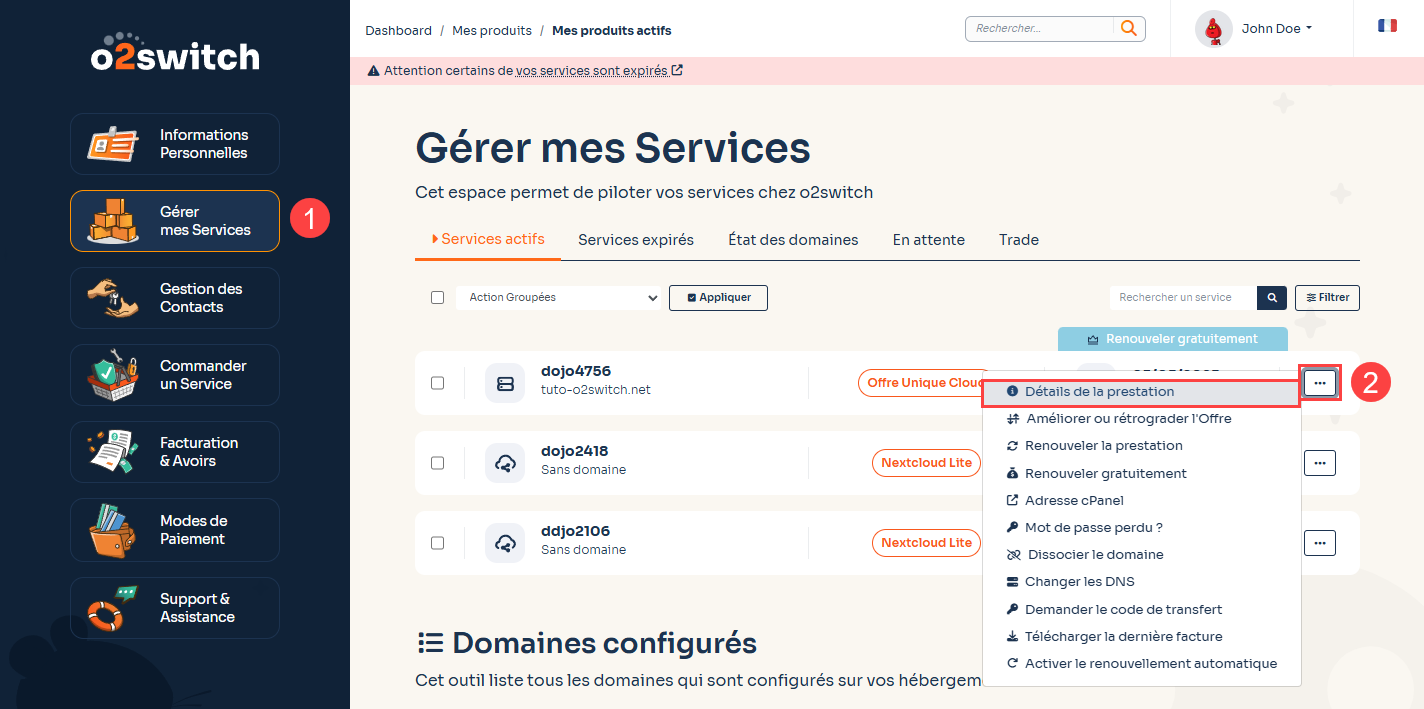 o2switch
Informations
Personnelles
Gérer
mes Services
1
Gestion des
Contacts
Commander
un Service
Facturation
& Avoirs
Modes de
Paiement
Support &
Assistance
Dashboard / Mes produits / Mes produits actifs
Rechercher...
John Doe
Attention certains de vos services sont expirés
Gérer mes Services
Cet espace permet de piloter vos services chez o2switch
Services actifs
Services expirés
État des domaines
En attente
Trade
Action Groupées
Appliquer
Rechercher un service
Filtrer
Renouveler gratuitement
dojo4756
tuto-o2switch.net
Offre Unique Cloud
2
dojo2418
Sans domaine
Nextcloud Lite
ddjo2106
Sans domaine
Nextcloud Lite
Détails de la prestation
Améliorer ou rétrograder l'Offre
Renouveler la prestation
Renouveler gratuitement
Adresse cPanel
Mot de passe perdu ?
Dissocier le domaine
Changer les DNS
Demander le code de transfert
Télécharger la dernière facture
Activer le renouvellement automatique
Domaines configurés
Cet outil liste tous les domaines qui sont configurés sur vos hébergem